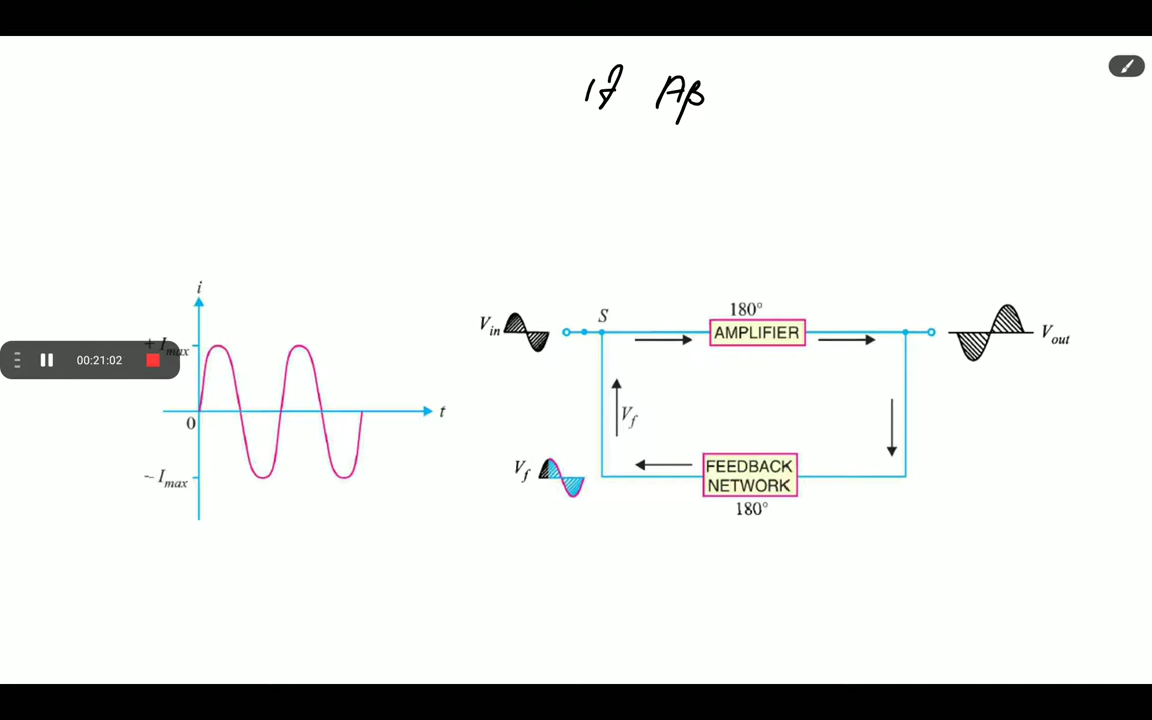 if Aβ
i
+ Imax
00:21:02
0
t
− Imax
Vin
S
180°
AMPLIFIER
Vout
Vf
Vf
FEEDBACK
NETWORK
180°